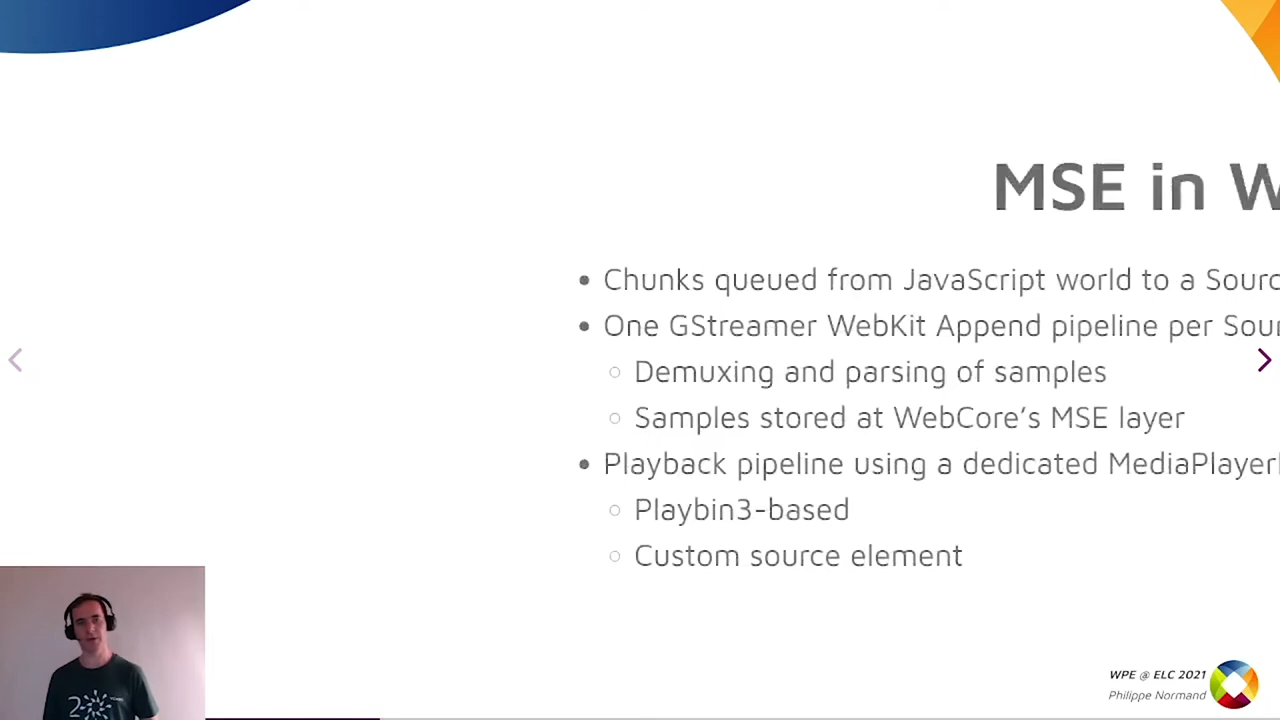 MSE in W
Chunks queued from JavaScript world to a Sourc
One GStreamer WebKit Append pipeline per Sour
Demuxing and parsing of samples
Samples stored at WebCore’s MSE layer
Playback pipeline using a dedicated MediaPlayer
Playbin3-based
Custom source element
WPE @ ELC 2021
Philippe Normand
20